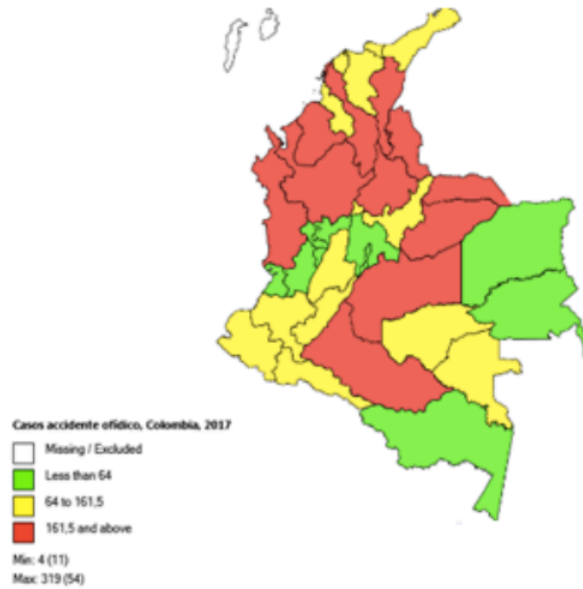 Casos accidente ofídico, Colombia, 2017
Missing / Excluded
Less than 64
64 to 161,5
161,5 and above
Min: 4 (11)
Max: 319 (54)